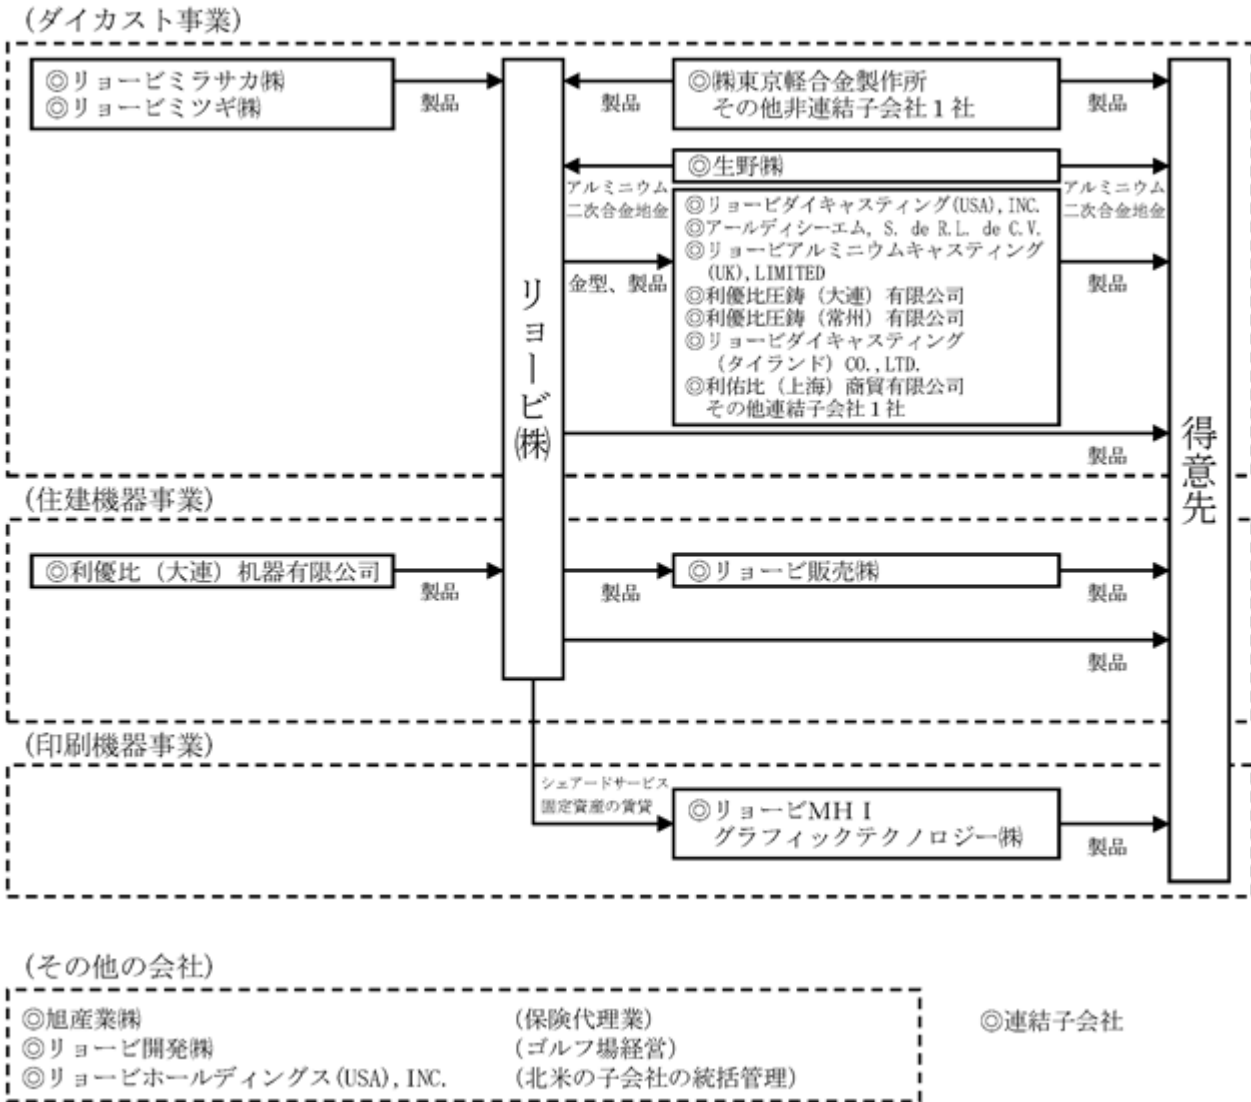 (ダイカスト事業)
◎リョービミラサカ㈱
◎リョービミツギ㈱
製品
リョービ㈱
製品
◎㈱東京軽合金製作所
その他非連結子会社1社
製品
得意先
◎生野㈱
アルミニウム
二次合金地金
アルミニウム
二次合金地金
金型、製品
◎リョービダイキャスティング(USA), INC.
◎アールディシーエム, S. de R.L. de C.V.
◎リョービアルミニウムキャスティング
(UK), LIMITED
◎利優比圧鋳（大連）有限公司
◎利優比圧鋳（常州）有限公司
◎リョービダイキャスティング
（タイランド）CO., LTD.
◎利佑比（上海）商貿有限公司
その他連結子会社1社
製品
製品
(住建機器事業)
◎利優比（大連）机器有限公司
製品
製品
◎リョービ販売㈱
製品
製品
(印刷機器事業)
シェアードサービス
固定資産の賃貸
◎リョービMHI
グラフィックテクノロジー㈱
製品
(その他の会社)
◎旭産業㈱ (保険代理業)
◎リョービ開発㈱ (ゴルフ場経営)
◎リョービホールディングス(USA), INC. (北米の子会社の統括管理)
◎連結子会社